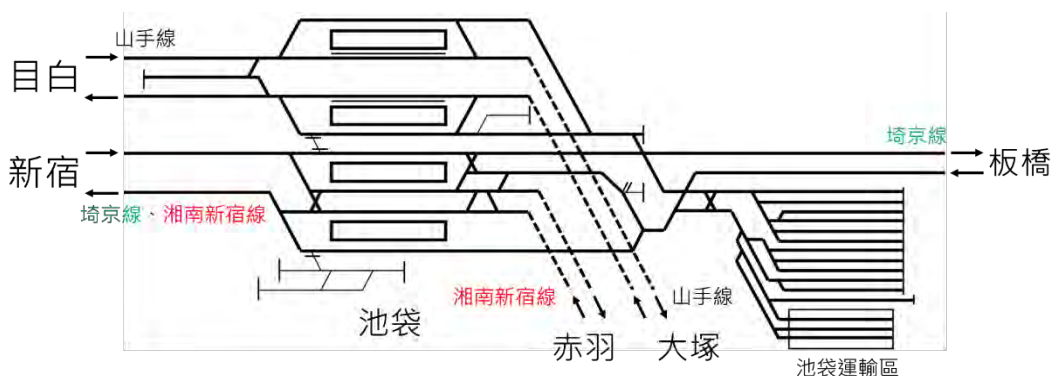 山手線
目白
新宿
埼京線、湘南新宿線
埼京線
板橋
池袋
湘南新宿線
赤羽
山手線
大塚
池袋運輸區